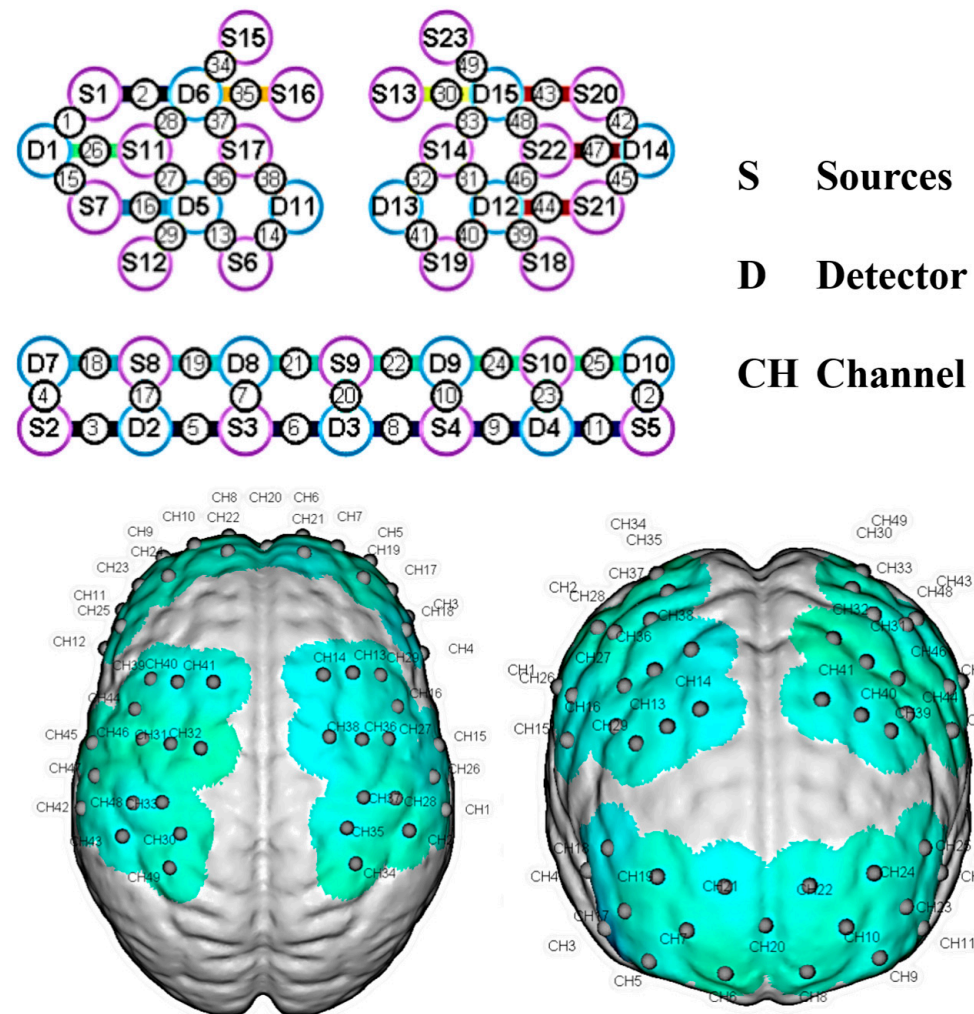 S15 S23
34 49
S1 2 D6 35 S16 S13 30 D15 43 S20
1 28 37 33 48 42
D1 26 S11 S17 S14 S22 47 D14
S Sources
15 27 36 38 32 31 46 45
S7 16 D5 D11 D13 D12 44 S21
29 13 14 41 40 39
S12 S6 S19 S18
D Detector
D7 18 S8 19 D8 21 S9 22 D9 24 S10 25 D10
CH Channel
4 17 7 20 10 23 12
S2 3 D2 5 S3 6 D3 8 S4 9 D4 11 S5
CH8 CH20 CH6
CH10 CH22 CH21 CH7
CH9 CH5
CH24 CH19
CH23 CH17
CH11 CH3
CH25 CH18
CH12 CH4
CH39 CH40 CH41 CH14 CH13 CH29
CH44 CH16
CH45 CH46 CH31 CH32 CH38 CH36 CH27 CH15
CH26
CH42 CH48 CH33 CH37 CH28 CH1
CH43 CH30 CH35
CH49 CH34
CH34 CH49
CH35 CH30
CH37 CH33
CH2 CH28 CH43
CH38 CH32 CH48
CH36 CH31
CH27 CH46
CH1 CH26 CH14 CH41
CH16 CH13 CH40 CH44
CH15 CH29 CH39
CH18 CH25
CH4 CH19 CH21 CH22 CH24
CH17 CH23
CH3 CH7 CH20 CH10 CH11
CH5 CH9
CH6 CH8